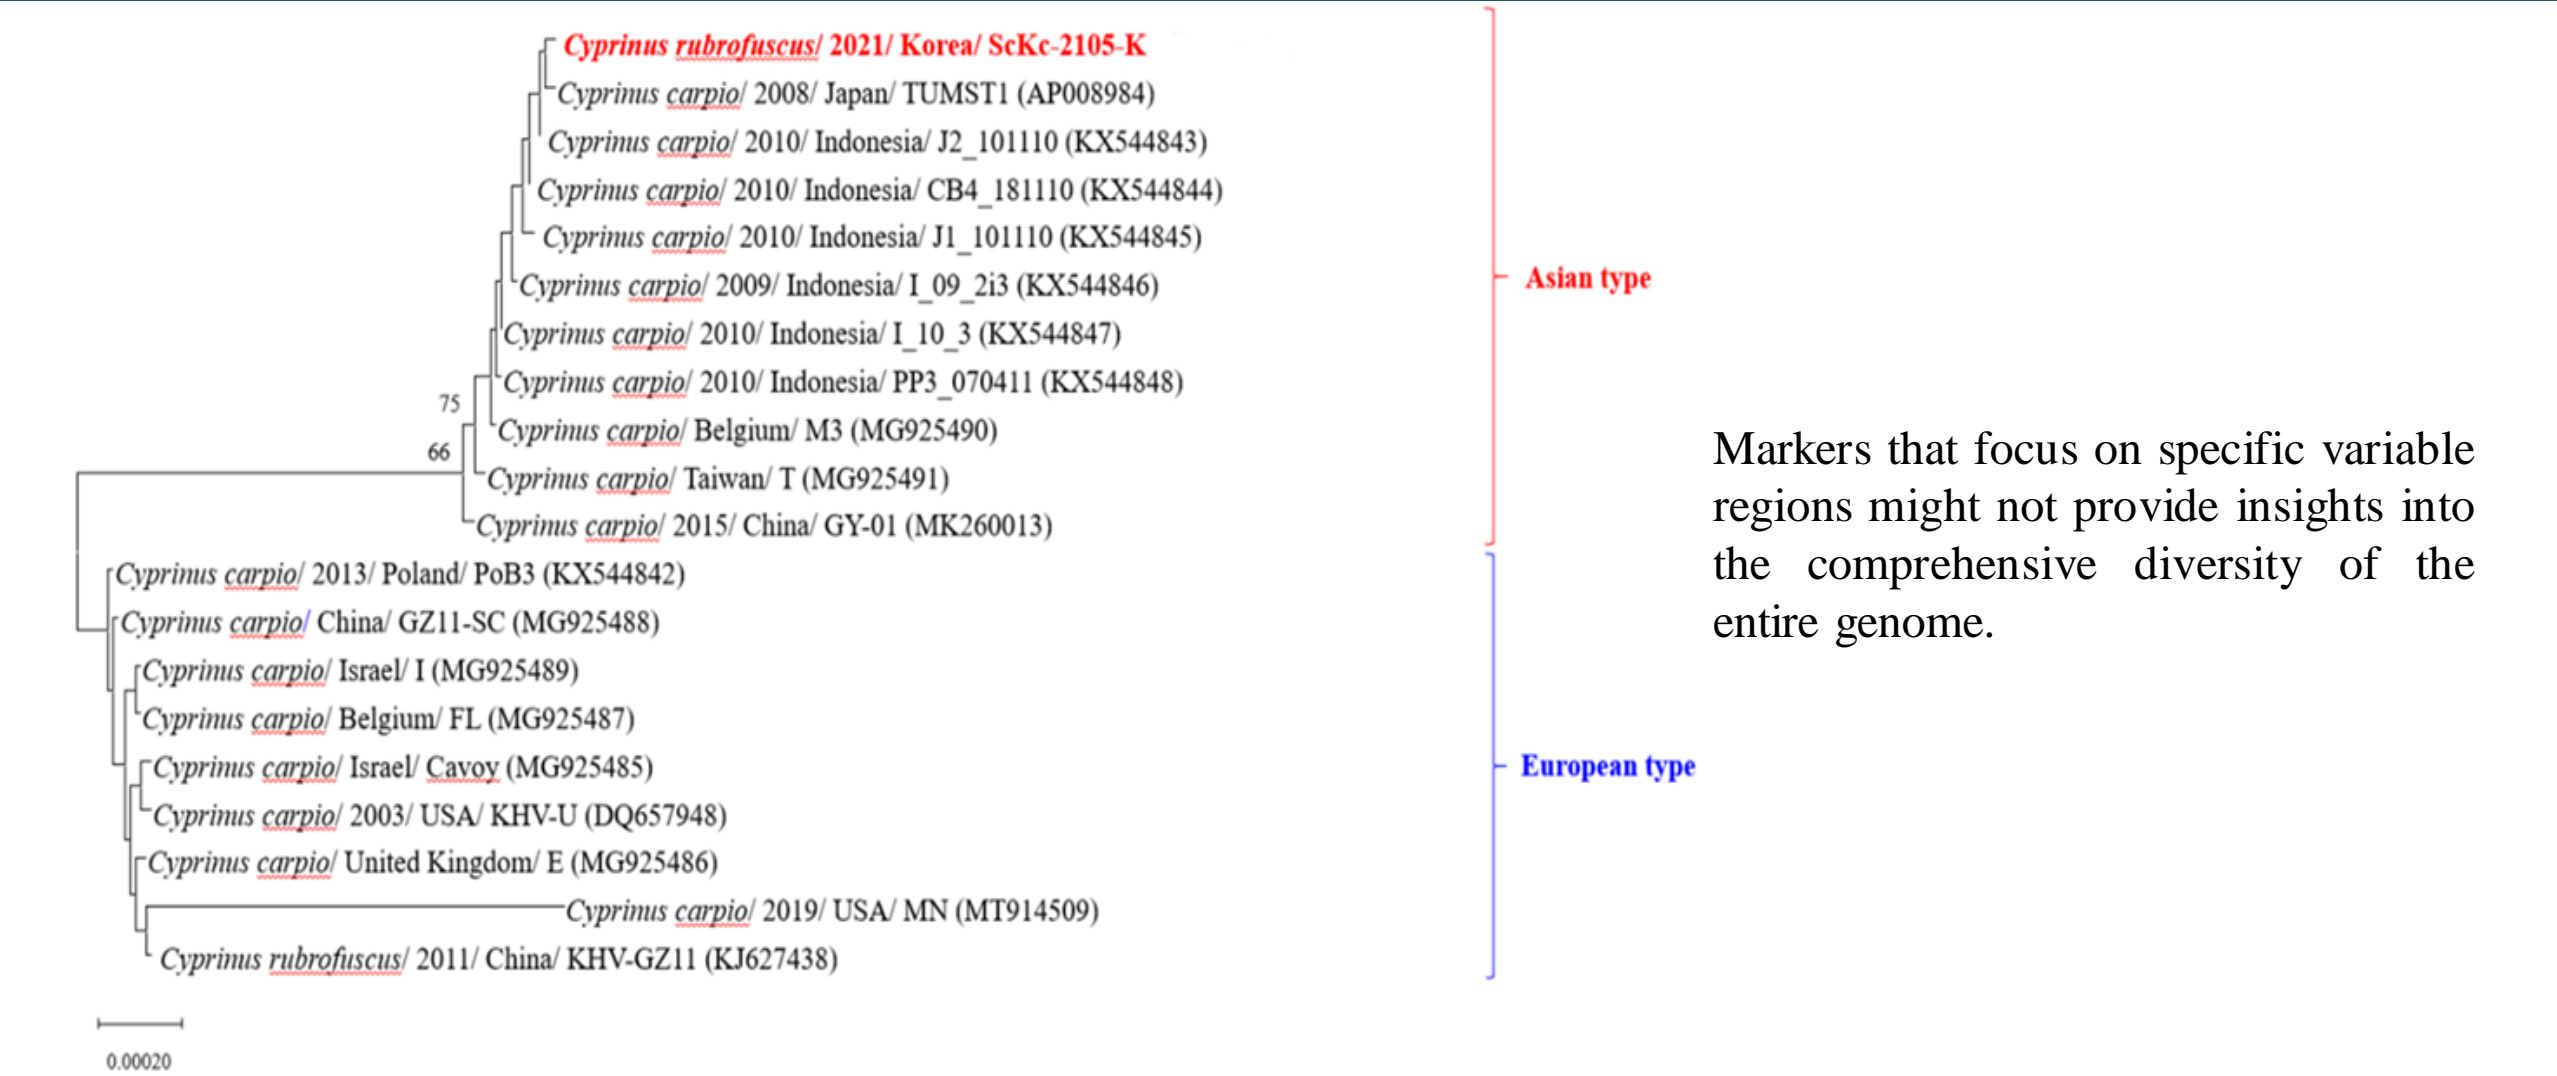 Cyprinus rubrofuscus/ 2021/ Korea/ ScKc-2105-K
Cyprinus carpio/ 2008/ Japan/ TUMST1 (AP008984)
Cyprinus carpio/ 2010/ Indonesia/ J2_101110 (KX544843)
Cyprinus carpio/ 2010/ Indonesia/ CB4_181110 (KX544844)
Cyprinus carpio/ 2010/ Indonesia/ J1_101110 (KX544845)
Cyprinus carpio/ 2009/ Indonesia/ I_09_2i3 (KX544846)
Asian type
Cyprinus carpio/ 2010/ Indonesia/ I_10_3 (KX544847)
Cyprinus carpio/ 2010/ Indonesia/ PP3_070411 (KX544848)
75
Cyprinus carpio/ Belgium/ M3 (MG925490)
66
Cyprinus carpio/ Taiwan/ T (MG925491)
Cyprinus carpio/ 2015/ China/ GY-01 (MK260013)
Cyprinus carpio/ 2013/ Poland/ PoB3 (KX544842)
Cyprinus carpio/ China/ GZ11-SC (MG925488)
Cyprinus carpio/ Israel/ I (MG925489)
Cyprinus carpio/ Belgium/ FL (MG925487)
Cyprinus carpio/ Israel/ Cavoy (MG925485)
European type
Cyprinus carpio/ 2003/ USA/ KHV-U (DQ657948)
Cyprinus carpio/ United Kingdom/ E (MG925486)
Cyprinus carpio/ 2019/ USA/ MN (MT914509)
Cyprinus rubrofuscus/ 2011/ China/ KHV-GZ11 (KJ627438)
0.00020
Markers that focus on specific variable
regions might not provide insights into
the comprehensive diversity of the
entire genome.